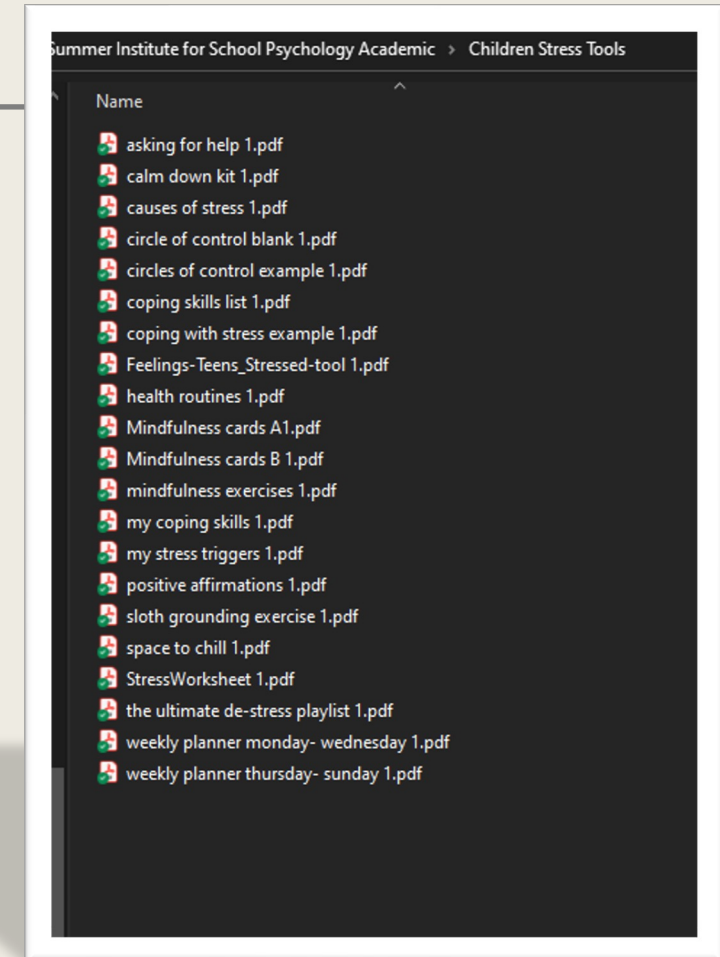 Summer Institute for School Psychology Academic > Children Stress Tools
Name
asking for help 1.pdf
calm down kit 1.pdf
causes of stress 1.pdf
circle of control blank 1.pdf
circles of control example 1.pdf
coping skills list 1.pdf
coping with stress example 1.pdf
Feelings-Teens_Stressed-tool 1.pdf
health routines 1.pdf
Mindfulness cards A1.pdf
Mindfulness cards B 1.pdf
mindfulness exercises 1.pdf
my coping skills 1.pdf
my stress triggers 1.pdf
positive affirmations 1.pdf
sloth grounding exercise 1.pdf
space to chill 1.pdf
StressWorksheet 1.pdf
the ultimate de-stress playlist 1.pdf
weekly planner monday- wednesday 1.pdf
weekly planner thursday- sunday 1.pdf